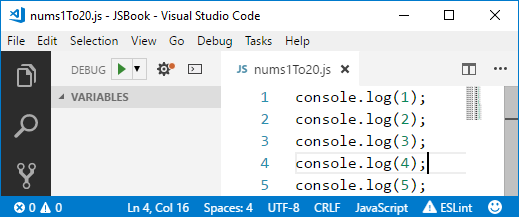 nums1To20.js - JSBook - Visual Studio Code
File Edit Selection View Go Debug Tasks Help
DEBUG
JS nums1To20.js
VARIABLES
1 console.log(1);
2 console.log(2);
3 console.log(3);
4 console.log(4);
5 console.log(5);
0 0 Ln 4, Col 16 Spaces: 4 UTF-8 CRLF JavaScript ESLint